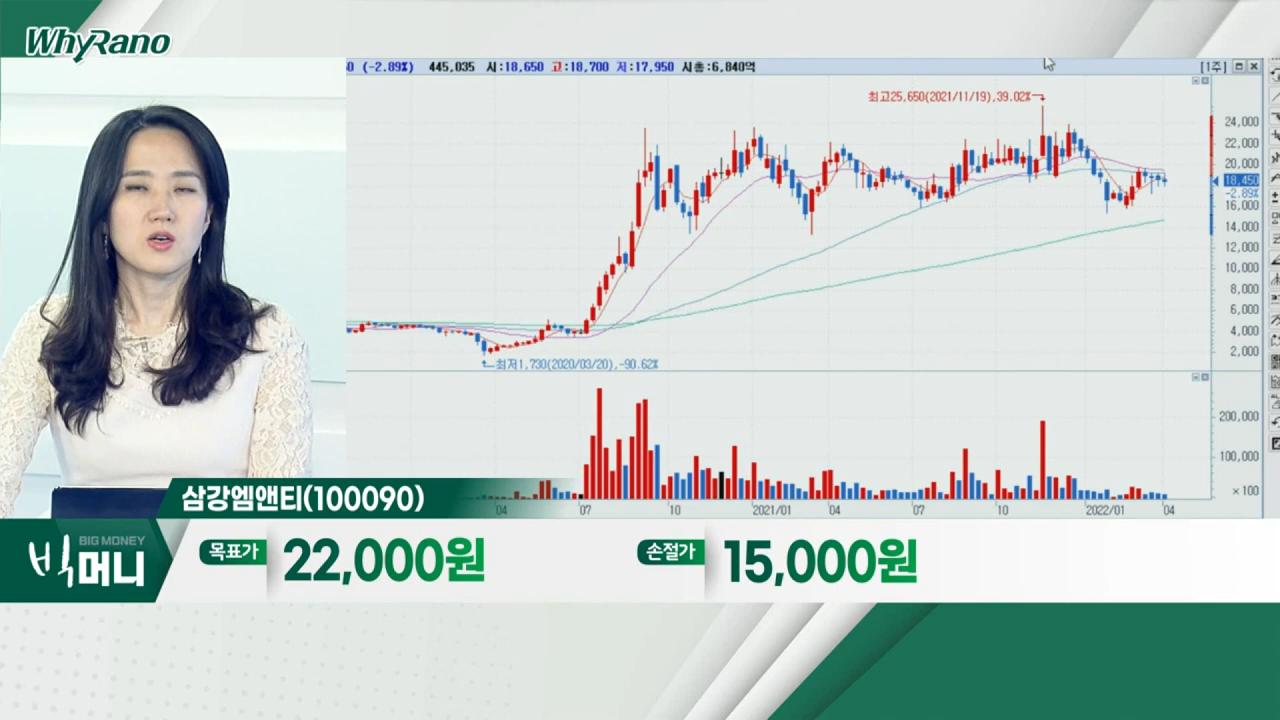 WhyRano
0 (-2.89%) 445,035 시:18,650 고:18,700 저:17,950 시총:6,840억
[1주]
최고25,650(2021/11/19),39.02%
24,000
22,000
20,000
18,450
-2.89%
16,000
14,000
12,000
10,000
8,000
6,000
4,000
2,000
최저1,730(2020/03/20),-90.62%
200,000
100,000
×100
04 07 10 2021/01 04 07 10 2022/01 04
삼강엠앤티(100090)
BIG MONEY
빅머니
목표가 22,000원 손절가 15,000원